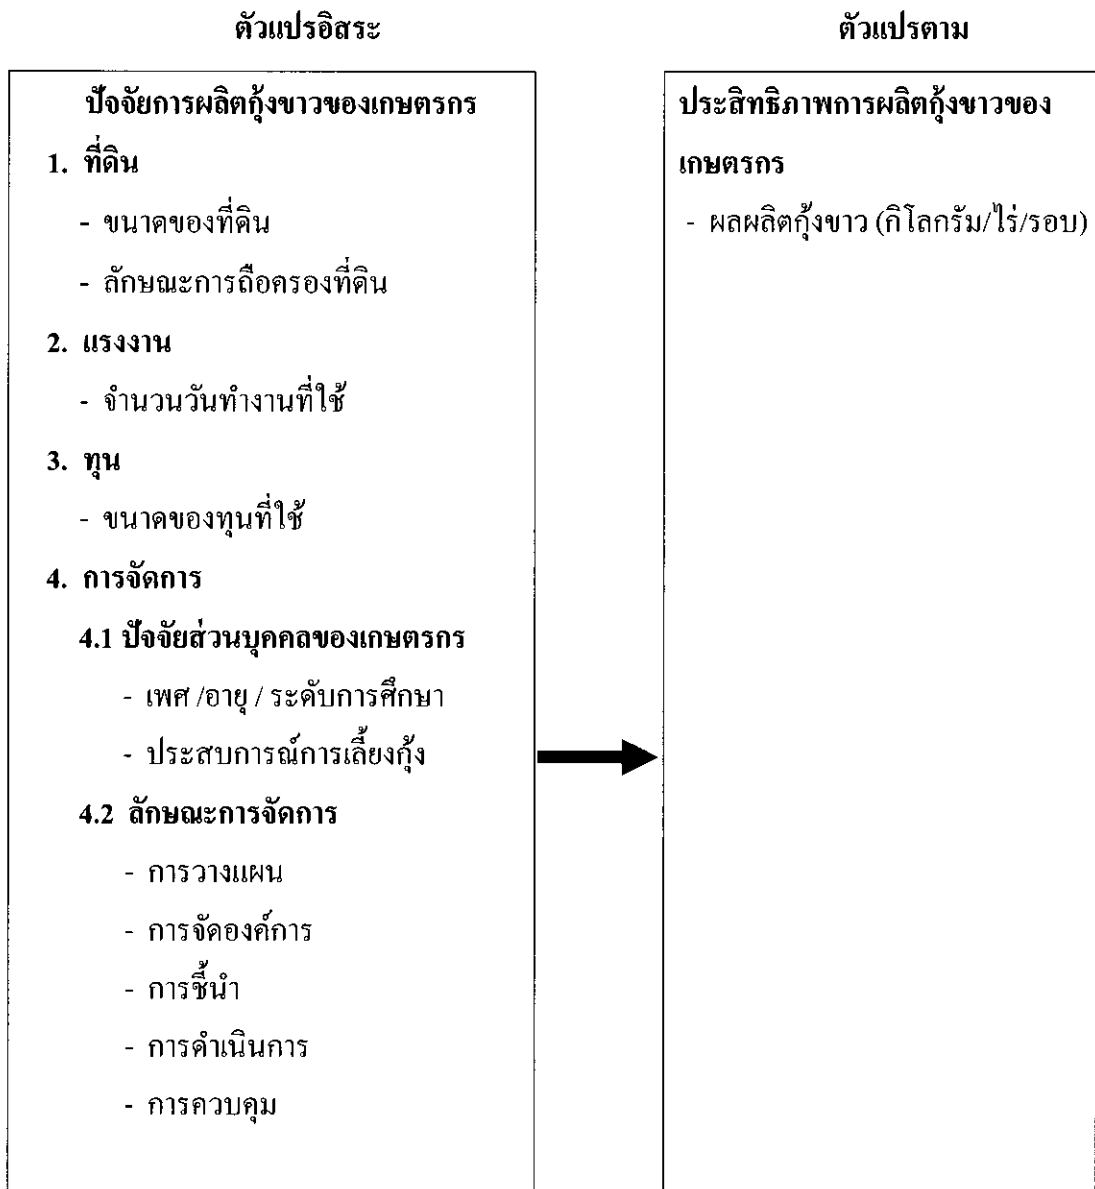 ตัวแปรอิสระ
ตัวแปรตาม
ปัจจัยการผลิตกุ้งขาวของเกษตรกร
1. ที่ดิน
- ขนาดของที่ดิน
- ลักษณะการถือครองที่ดิน
2. แรงงาน
- จำนวนวันทำงานที่ใช้
3. ทุน
- ขนาดของทุนที่ใช้
4. การจัดการ
4.1 ปัจจัยส่วนบุคคลของเกษตรกร
- เพศ /อายุ / ระดับการศึกษา
- ประสบการณ์การเลี้ยงกุ้ง
4.2 ลักษณะการจัดการ
- การวางแผน
- การจัดองค์การ
- การชี้นำ
- การดำเนินการ
- การควบคุม
ประสิทธิภาพการผลิตกุ้งขาวของ
เกษตรกร
- ผลผลิตกุ้งขาว (กิโลกรัม/ไร่/รอบ)